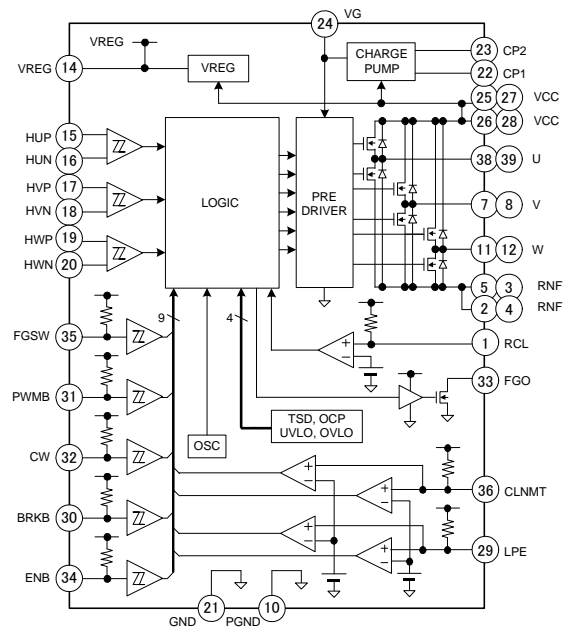 24 VG
VREG
VREG 14
VREG
CHARGE
PUMP
23 CP2
22 CP1
25 27 VCC
26 28 VCC
HUP 15
HUN 16
HVP 17
HVN 18
HWP 19
HWN 20
LOGIC
PRE
DRIVER
38 39 U
7 8 V
11 12 W
5 3 RNF
2 4 RNF
9
4
+
−
1 RCL
FGSW 35
33 FGO
PWMB 31
TSD, OCP
UVLO, OVLO
OSC
CW 32
+
−
+
−
36 CLNMT
BRKB 30
+
−
+
−
29 LPE
ENB 34
GND 21
PGND 10